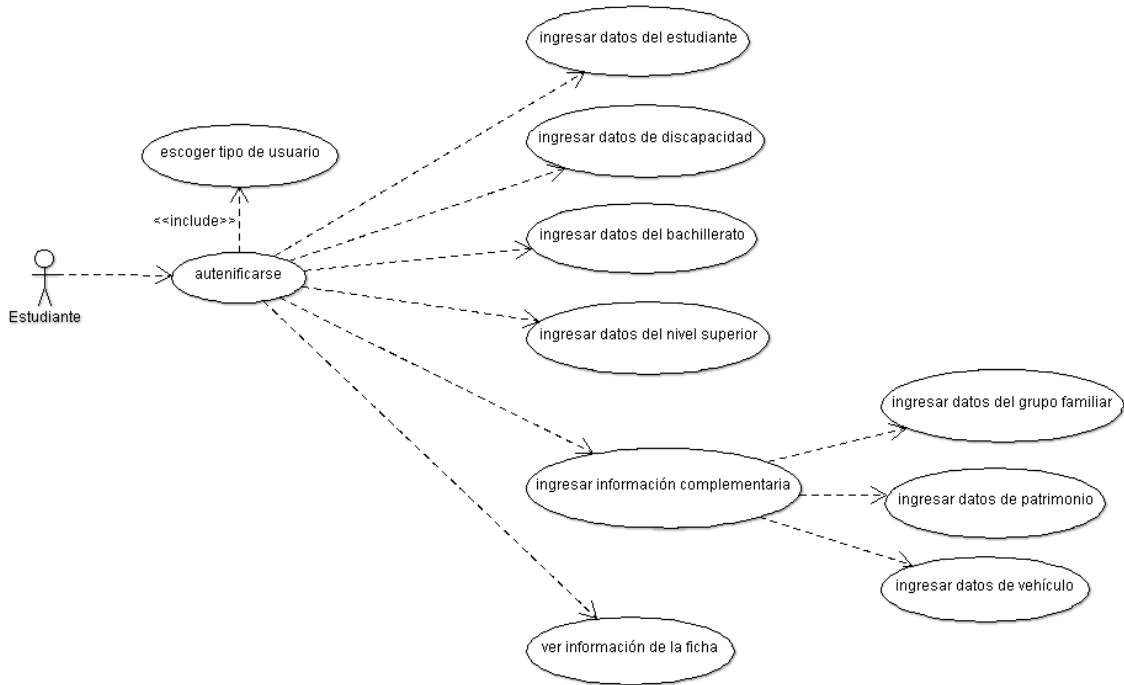 ingresar datos del estudiante
ingresar datos de discapacidad
escoger tipo de usuario
<<include>>
ingresar datos del bachillerato
autenificarse
Estudiante
ingresar datos del nivel superior
ingresar datos del grupo familiar
ingresar información complementaria
ingresar datos de patrimonio
ingresar datos de vehículo
ver información de la ficha